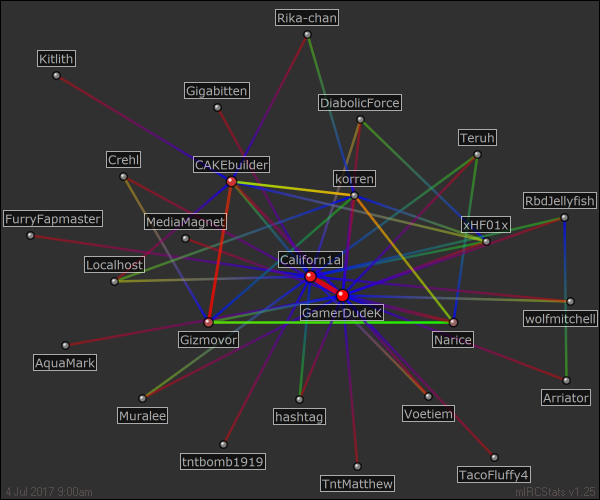 Rika-chan
Kitlith
Gigabitten
DiabolicForce
Teruh
Crehl
CAKEbuilder
korren
RbdJellyfish
FurryFapmaster
MediaMagnet
xHF01x
Localhost
Californ1a
GamerDudeK
wolfmitchell
Gizmovor
Narice
AquaMark
Arriator
Muralee
hashtag
Voetiem
tntbomb1919
TntMatthew
TacoFluffy4
4 Jul 2017 9:00am
mIRCStats v1.25